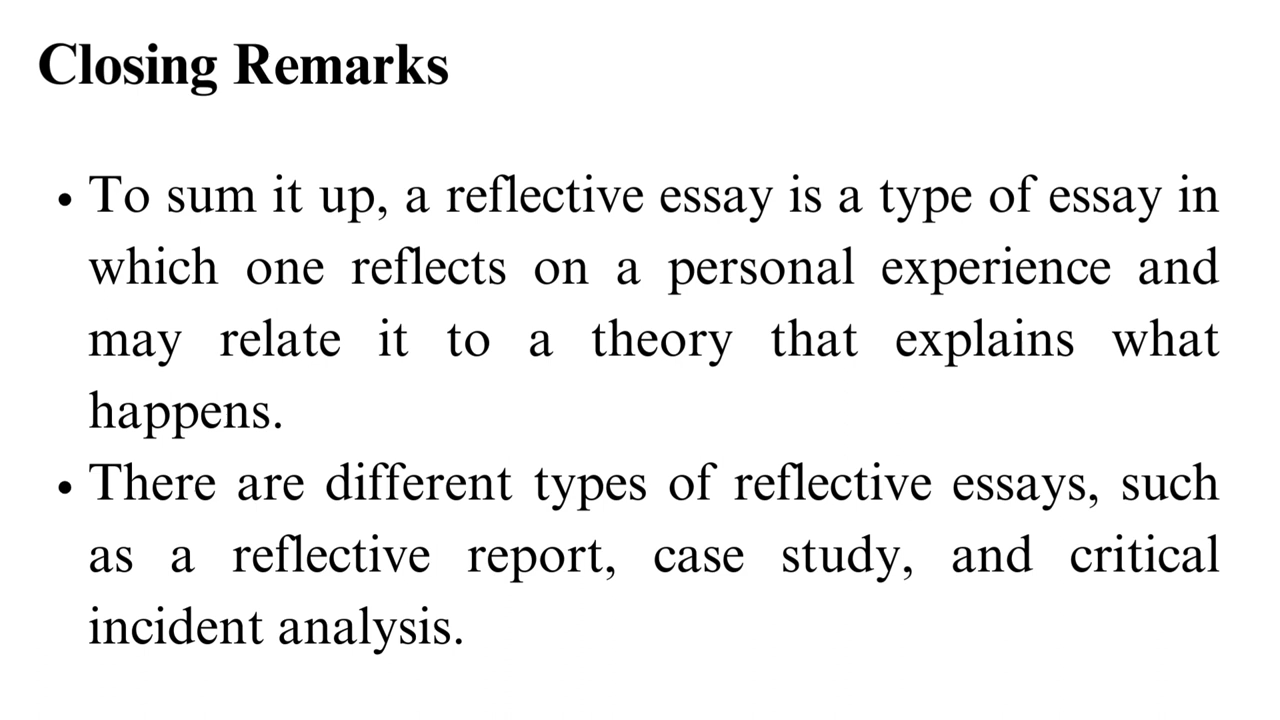 Closing Remarks
• To sum it up, a reflective essay is a type of essay in
which one reflects on a personal experience and
may relate it to a theory that explains what
happens.
• There are different types of reflective essays, such
as a reflective report, case study, and critical
incident analysis.